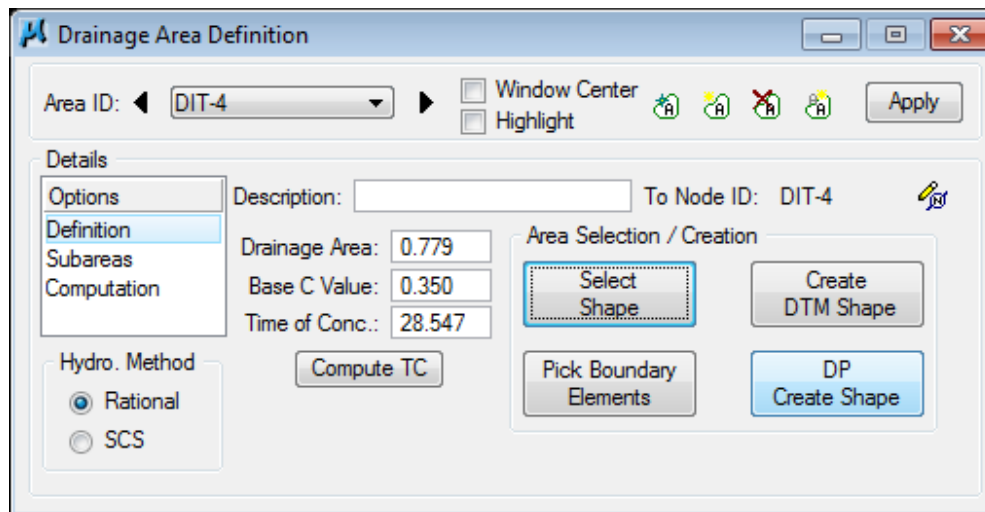 Drainage Area Definition
Area ID: DIT-4
Window Center
Highlight
Apply
Details
Options
Definition
Subareas
Computation
Description:
To Node ID: DIT-4
Drainage Area: 0.779
Base C Value: 0.350
Time of Conc.: 28.547
Compute TC
Area Selection / Creation
Select
Shape
Create
DTM Shape
Pick Boundary
Elements
DP
Create Shape
Hydro. Method
Rational
SCS